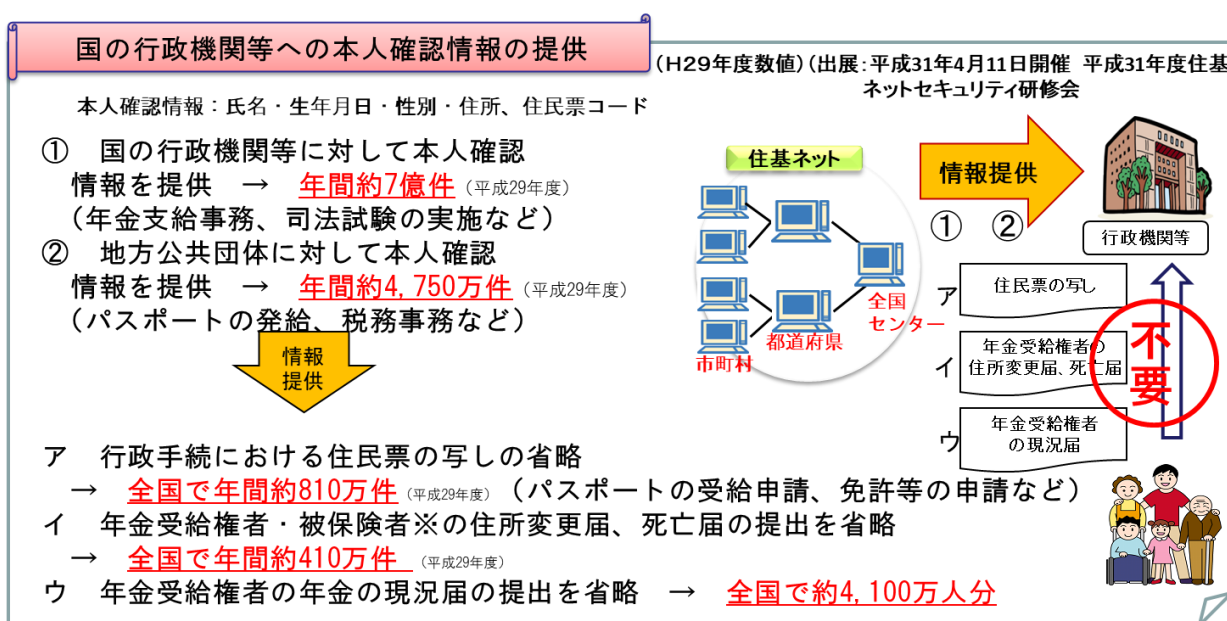 国の行政機関等への本人確認情報の提供
（H29年度数値）（出展：平成31年4月11日開催 平成31年度住基
ネットセキュリティ研修会
本人確認情報：氏名・生年月日・性別・住所、住民票コード
① 国の行政機関等に対して本人確認
情報を提供 → 年間約7億件（平成29年度）
（年金支給事務、司法試験の実施など）
② 地方公共団体に対して本人確認
情報を提供 → 年間約4,750万件（平成29年度）
（パスポートの発給、税務事務など）
情報
提供
住基ネット
市町村
都道府県
全国
センター
情報提供
① ②
行政機関等
ア 住民票の写し
イ 年金受給権者の
住所変更届、死亡届
ウ 年金受給権者
の現況届
不
要
ア 行政手続における住民票の写しの省略
→ 全国で年間約810万件（平成29年度）（パスポートの受給申請、免許等の申請など）
イ 年金受給権者・被保険者※の住所変更届、死亡届の提出を省略
→ 全国で年間約410万件（平成29年度）
ウ 年金受給権者の年金の現況届の提出を省略 → 全国で約4,100万人分